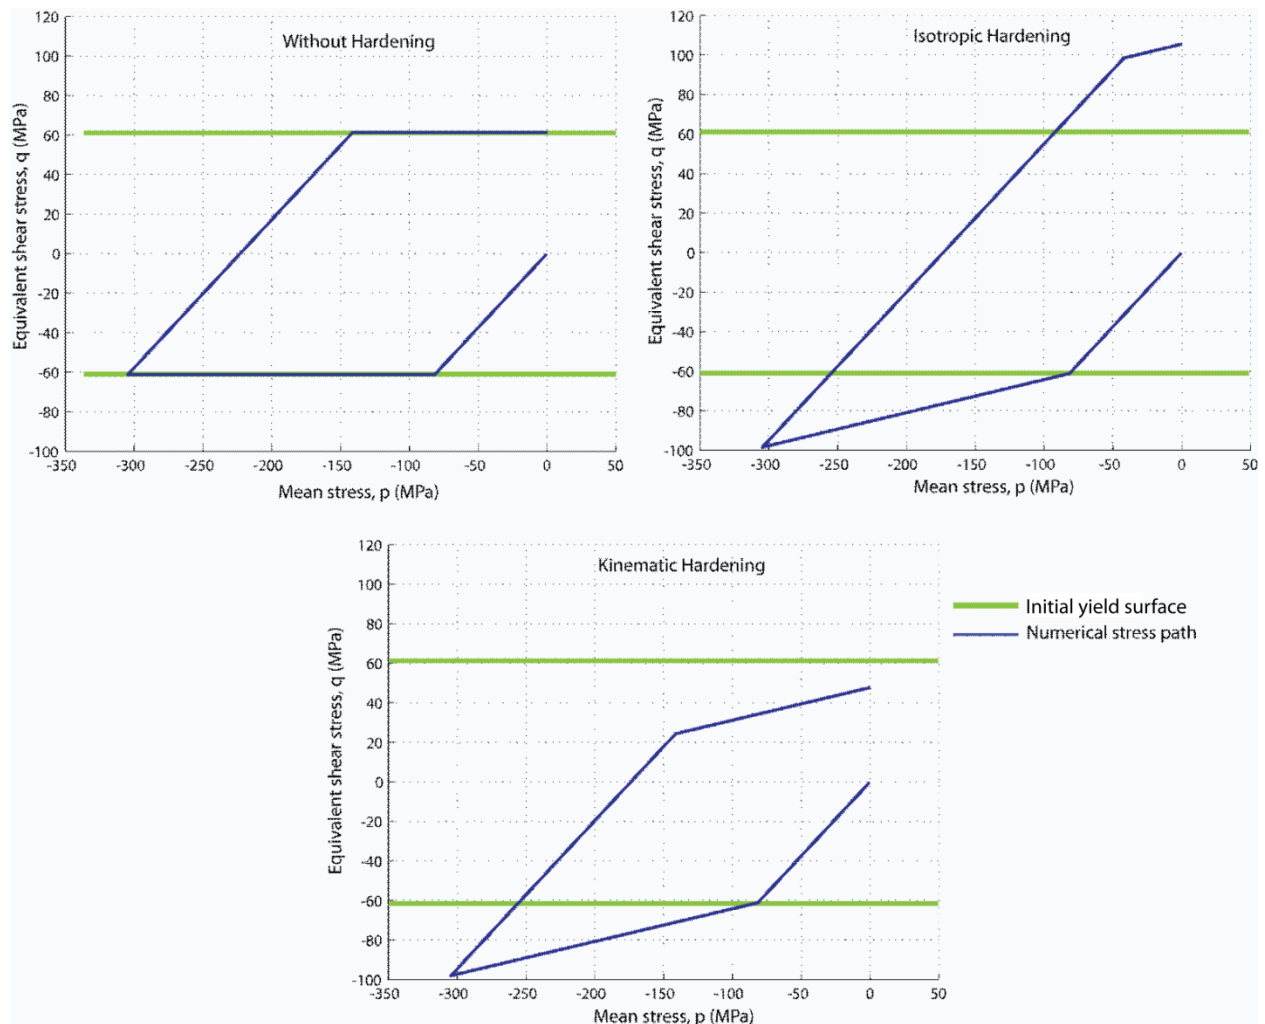 Without Hardening
120
100
80
60
40
20
0
-20
-40
-60
-80
-100
Equivalent shear stress, q (MPa)
-350 -300 -250 -200 -150 -100 -50 0 50
Mean stress, p (MPa)
Isotropic Hardening
120
100
80
60
40
20
0
-20
-40
-60
-80
-100
Equivalent shear stress, q (MPa)
-350 -300 -250 -200 -150 -100 -50 0 50
Mean stress, p (MPa)
Kinematic Hardening
120
100
80
60
40
20
0
-20
-40
-60
-80
-100
Equivalent shear stress, q (MPa)
-350 -300 -250 -200 -150 -100 -50 0 50
Mean stress, p (MPa)
Initial yield surface
Numerical stress path